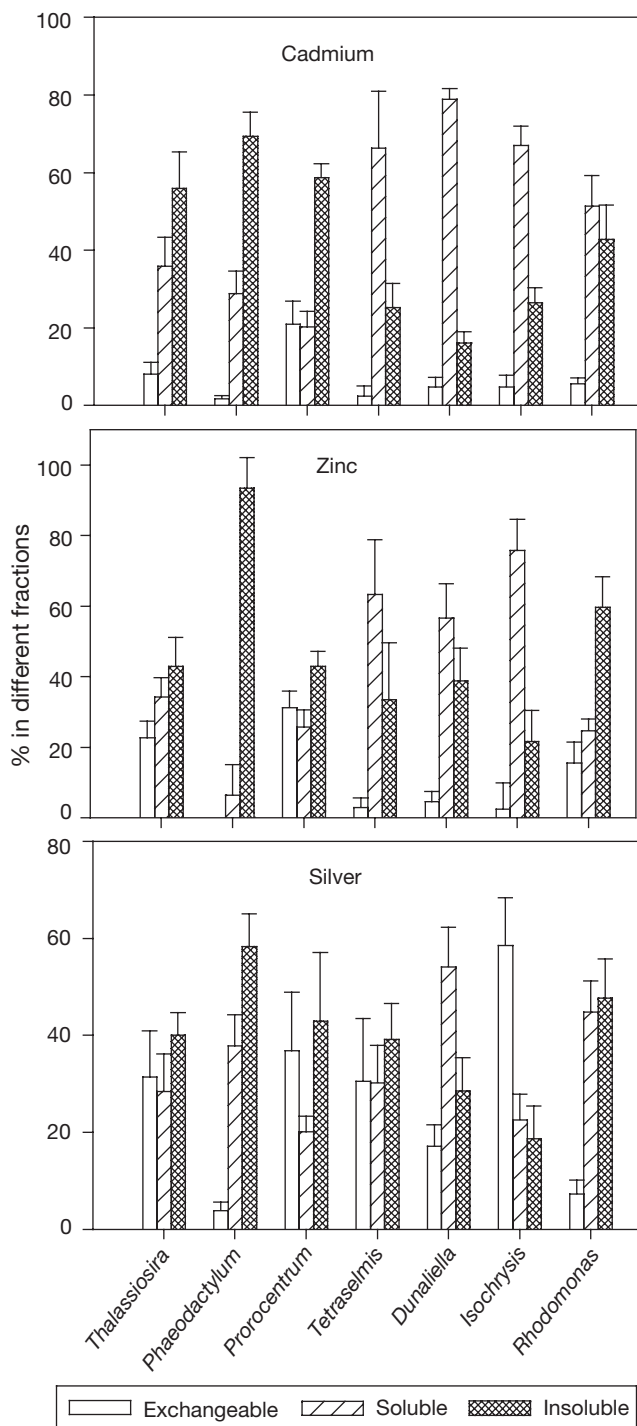 100
Cadmium
80
60
40
20
0
100
Zinc
80
60
40
20
0
% in different fractions
80
Silver
60
40
20
0
Thalassiosira
Phaeodactylum
Prorocentrum
Tetraselmis
Dunaliella
Isochrysis
Rhodomonas
Exchangeable Soluble Insoluble